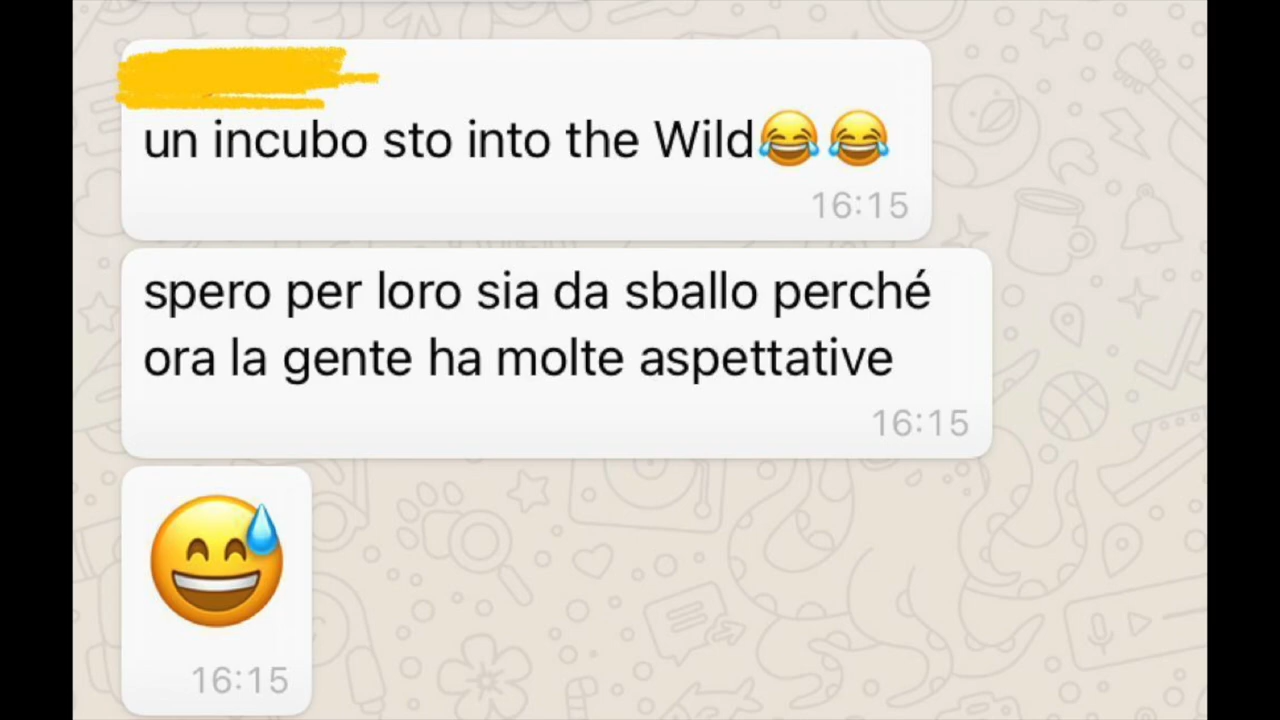 un incubo sto into the Wild😂😂
16:15
spero per loro sia da sballo perché
ora la gente ha molte aspettative
16:15
😅
16:15